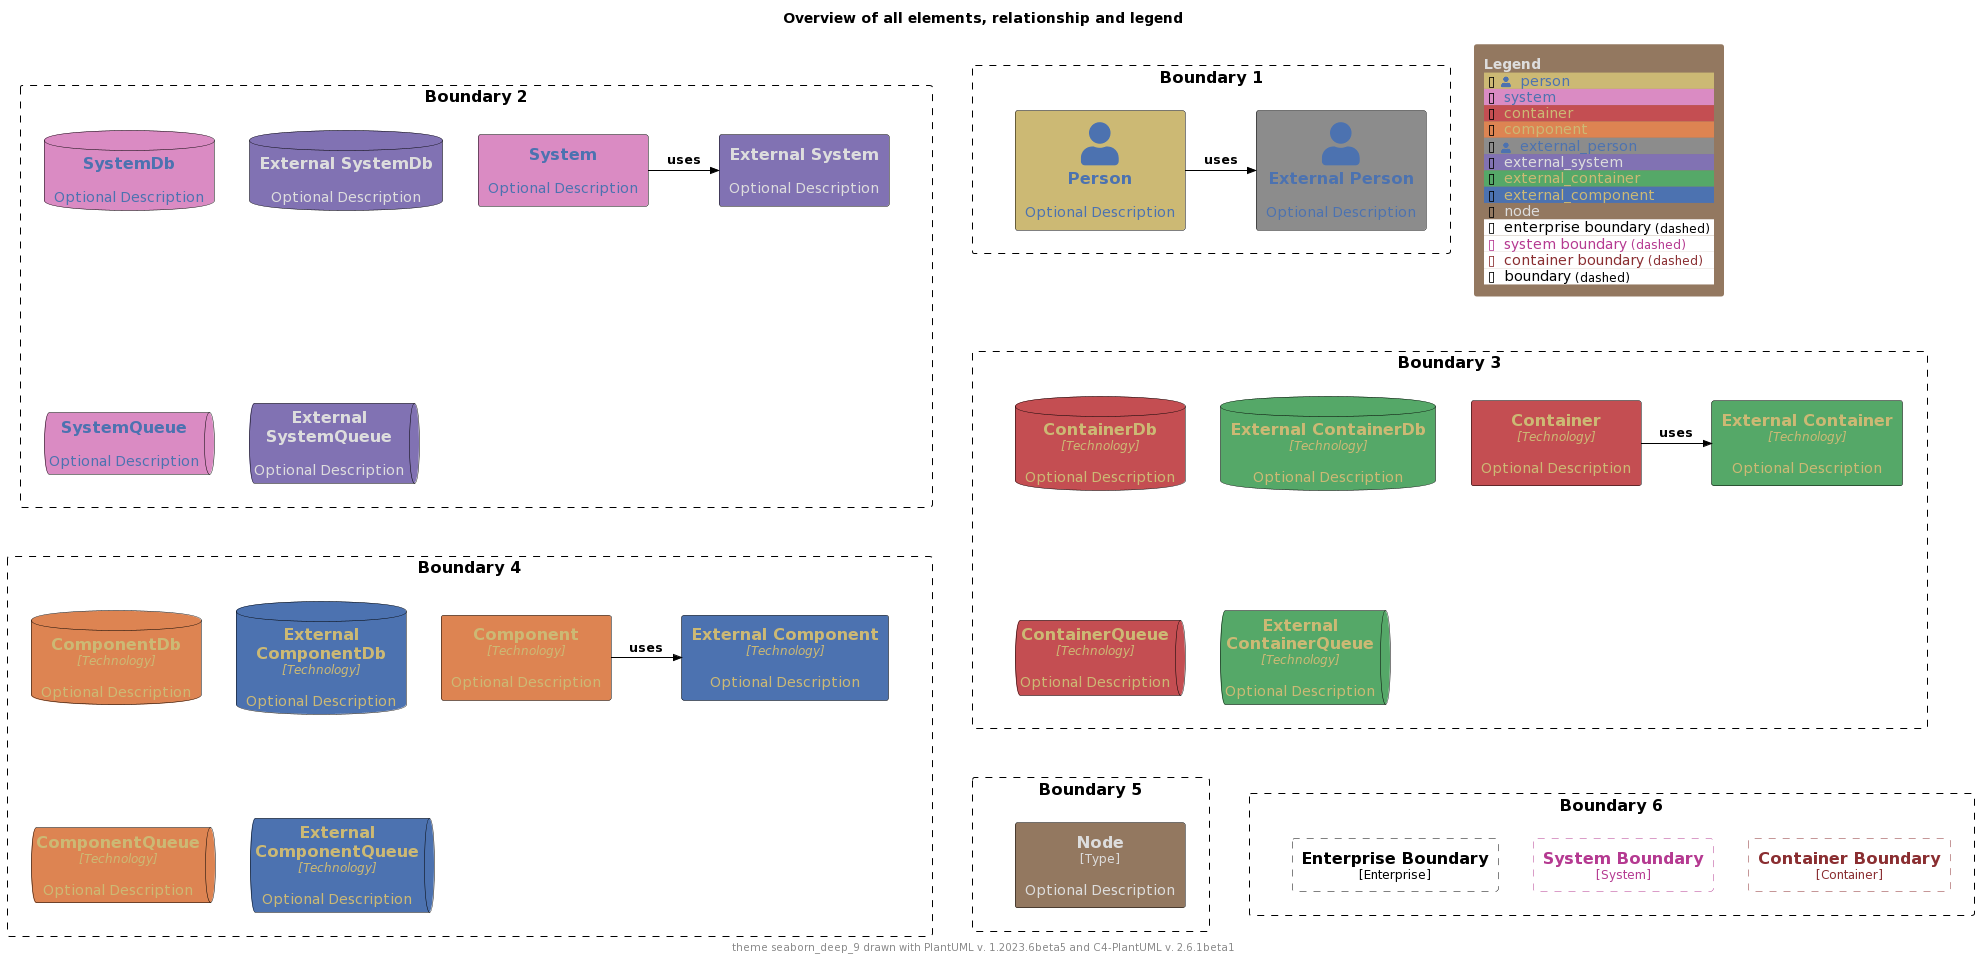 Overview of all elements, relationship and legend
Boundary 2
SystemDb
Optional Description
External SystemDb
Optional Description
System
Optional Description
uses
External System
Optional Description
SystemQueue
Optional Description
External
SystemQueue
Optional Description
Boundary 1
Person
Optional Description
uses
External Person
Optional Description
Legend
person
system
container
component
external_person
external_system
external_container
external_component
node
enterprise boundary (dashed)
system boundary (dashed)
container boundary (dashed)
boundary (dashed)
Boundary 3
ContainerDb
[Technology]
Optional Description
External ContainerDb
[Technology]
Optional Description
Container
[Technology]
Optional Description
uses
External Container
[Technology]
Optional Description
ContainerQueue
[Technology]
Optional Description
External
ContainerQueue
[Technology]
Optional Description
Boundary 4
ComponentDb
[Technology]
Optional Description
External
ComponentDb
[Technology]
Optional Description
Component
[Technology]
Optional Description
uses
External Component
[Technology]
Optional Description
ComponentQueue
[Technology]
Optional Description
External
ComponentQueue
[Technology]
Optional Description
Boundary 5
Node
[Type]
Optional Description
Boundary 6
Enterprise Boundary
[Enterprise]
System Boundary
[System]
Container Boundary
[Container]
theme seaborn_deep_9 drawn with PlantUML v. 1.2023.6beta5 and C4-PlantUML v. 2.6.1beta1